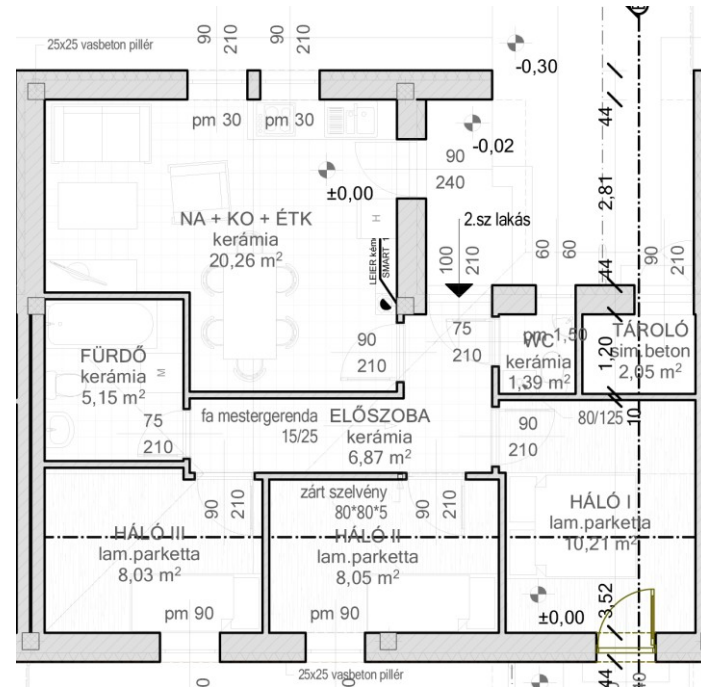 25x25 vasbeton pillér
90
210
90
210
-0,30
pm 30
pm 30
-0,02
90
240
±0,00
44
2,81
44
NA + KO + ÉTK
kerámia
20,26 m²
H
LEIER kémé
SMART 1
2.sz lakás
100
210
60
60
90
210
FÜRDŐ
kerámia
5,15 m²
M
90
210
75
210
pm 1,50
WC
kerámia
1,39 m²
1,20
TÁROLÓ
sim.beton
2,05 m²
10
75
210
fa mestergerenda
15/25
ELŐSZOBA
kerámia
6,87 m²
90
210
80/125
90
210
zárt szelvény
80*80*5
90
210
HÁLÓ III
lam.parketta
8,03 m²
HÁLÓ II
lam.parketta
8,05 m²
HÁLÓ I
lam.parketta
10,21 m²
pm 90
pm 90
±0,00
3,52
44
25x25 vasbeton pillér